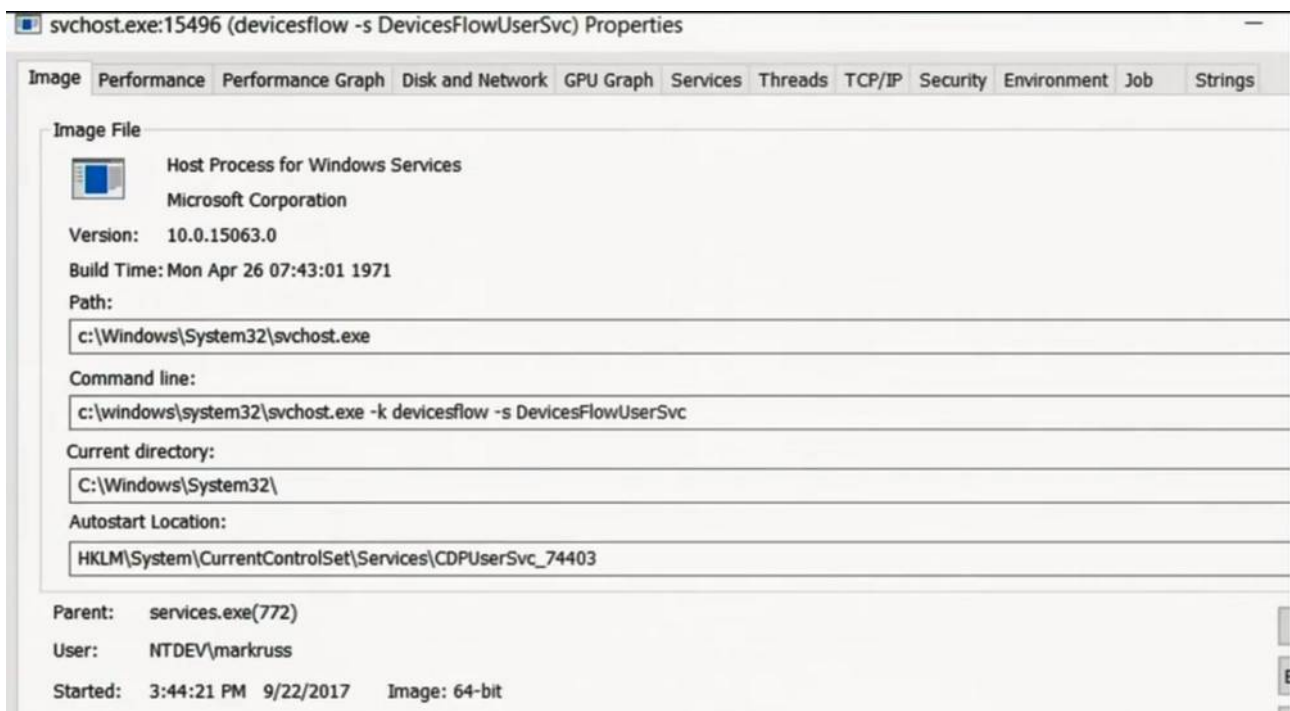 svchost.exe:15496 (devicesflow -s DevicesFlowUserSvc) Properties
Image Performance Performance Graph Disk and Network GPU Graph Services Threads TCP/IP Security Environment Job Strings
Image File
Host Process for Windows Services
Microsoft Corporation
Version: 10.0.15063.0
Build Time: Mon Apr 26 07:43:01 1971
Path:
c:\Windows\System32\svchost.exe
Command line:
c:\windows\system32\svchost.exe -k devicesflow -s DevicesFlowUserSvc
Current directory:
C:\Windows\System32\
Autostart Location:
HKLM\System\CurrentControlSet\Services\CDPUserSvc_74403
Parent: services.exe(772)
User: NTDEV\markruss
Started: 3:44:21 PM 9/22/2017 Image: 64-bit